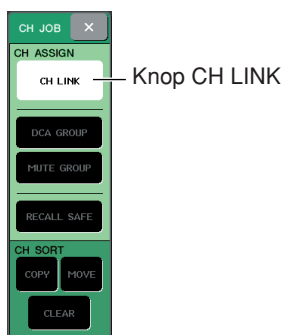 CH JOB ×
CH ASSIGN
CH LINK
Knop CH LINK
DCA GROUP
MUTE GROUP
RECALL SAFE
CH SORT
COPY MOVE
CLEAR